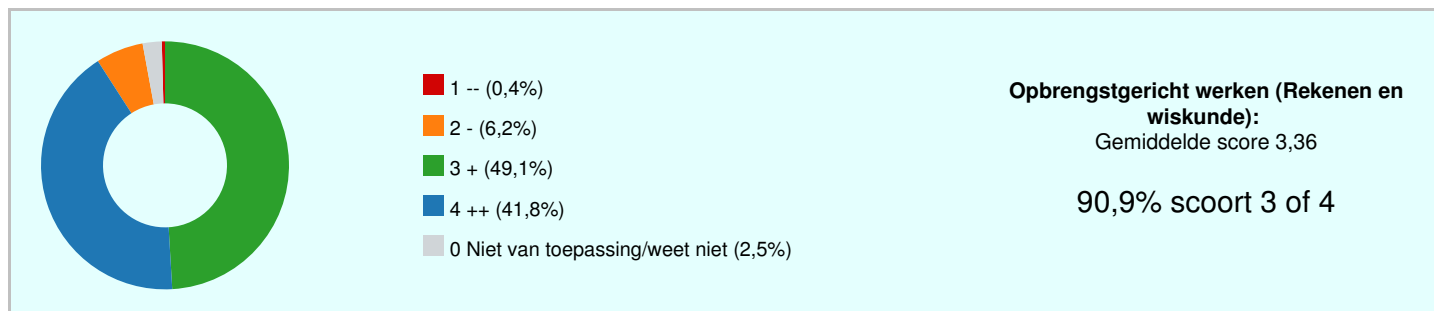 1 -- (0,4%)
2 - (6,2%)
3 + (49,1%)
4 ++ (41,8%)
0 Niet van toepassing/weet niet (2,5%)
Opbrengstgericht werken (Rekenen en
wiskunde):
Gemiddelde score 3,36
90,9% scoort 3 of 4